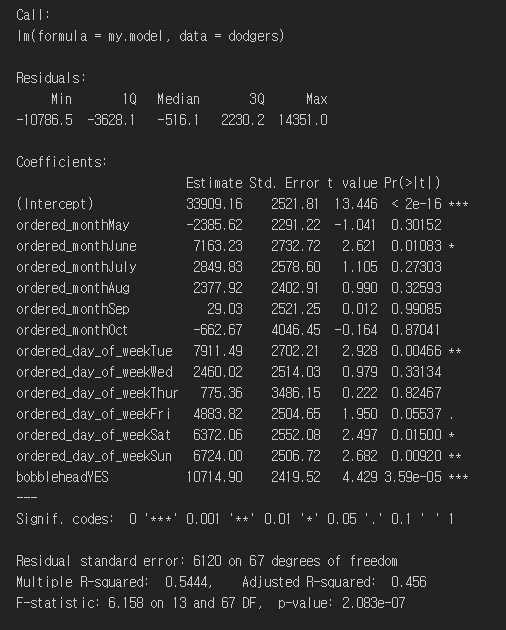 Call:
lm(formula = my.model, data = dodgers)

Residuals:
     Min       1Q   Median       3Q      Max
-10786.5  -3628.1   -516.1   2230.2  14351.0

Coefficients:
                        Estimate Std. Error t value Pr(>|t|)
(Intercept)             33909.16    2521.81  13.446  < 2e-16 ***
ordered_monthMay        -2385.62    2291.22  -1.041  0.30152
ordered_monthJune        7163.23    2732.72   2.621  0.01083 *
ordered_monthJuly        2849.83    2578.60   1.105  0.27303
ordered_monthAug         2377.92    2402.91   0.990  0.32593
ordered_monthSep           29.03    2521.25   0.012  0.99085
ordered_monthOct         -662.67    4046.45  -0.164  0.87041
ordered_day_of_weekTue   7911.49    2702.21   2.928  0.00466 **
ordered_day_of_weekWed   2460.02    2514.03   0.979  0.33134
ordered_day_of_weekThur   775.36    3486.15   0.222  0.82467
ordered_day_of_weekFri   4883.82    2504.65   1.950  0.05537 .
ordered_day_of_weekSat   6372.06    2552.08   2.497  0.01500 *
ordered_day_of_weekSun   6724.00    2506.72   2.682  0.00920 **
bobbleheadYES           10714.90    2419.52   4.429 3.59e-05 ***
---
Signif. codes:  0 '***' 0.001 '**' 0.01 '*' 0.05 '.' 0.1 ' ' 1

Residual standard error: 6120 on 67 degrees of freedom
Multiple R-squared:  0.5444,    Adjusted R-squared:  0.456
F-statistic: 6.158 on 13 and 67 DF,  p-value: 2.083e-07